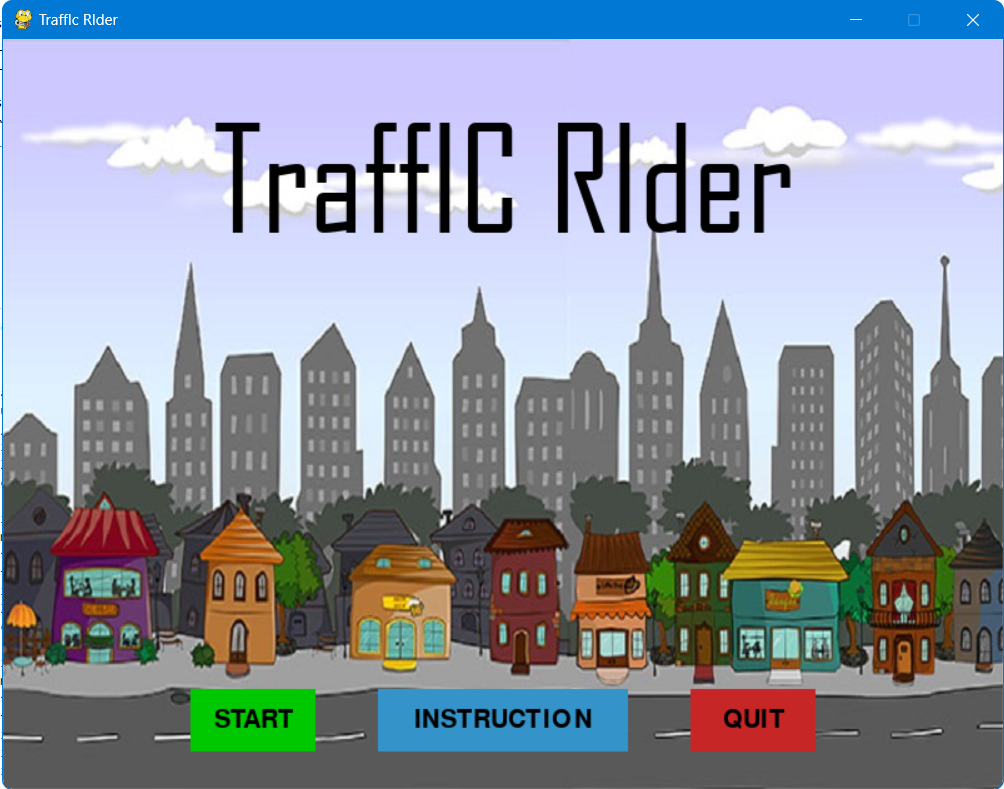 TraffIc RIder
TraffIC RIder
START
INSTRUCTION
QUIT